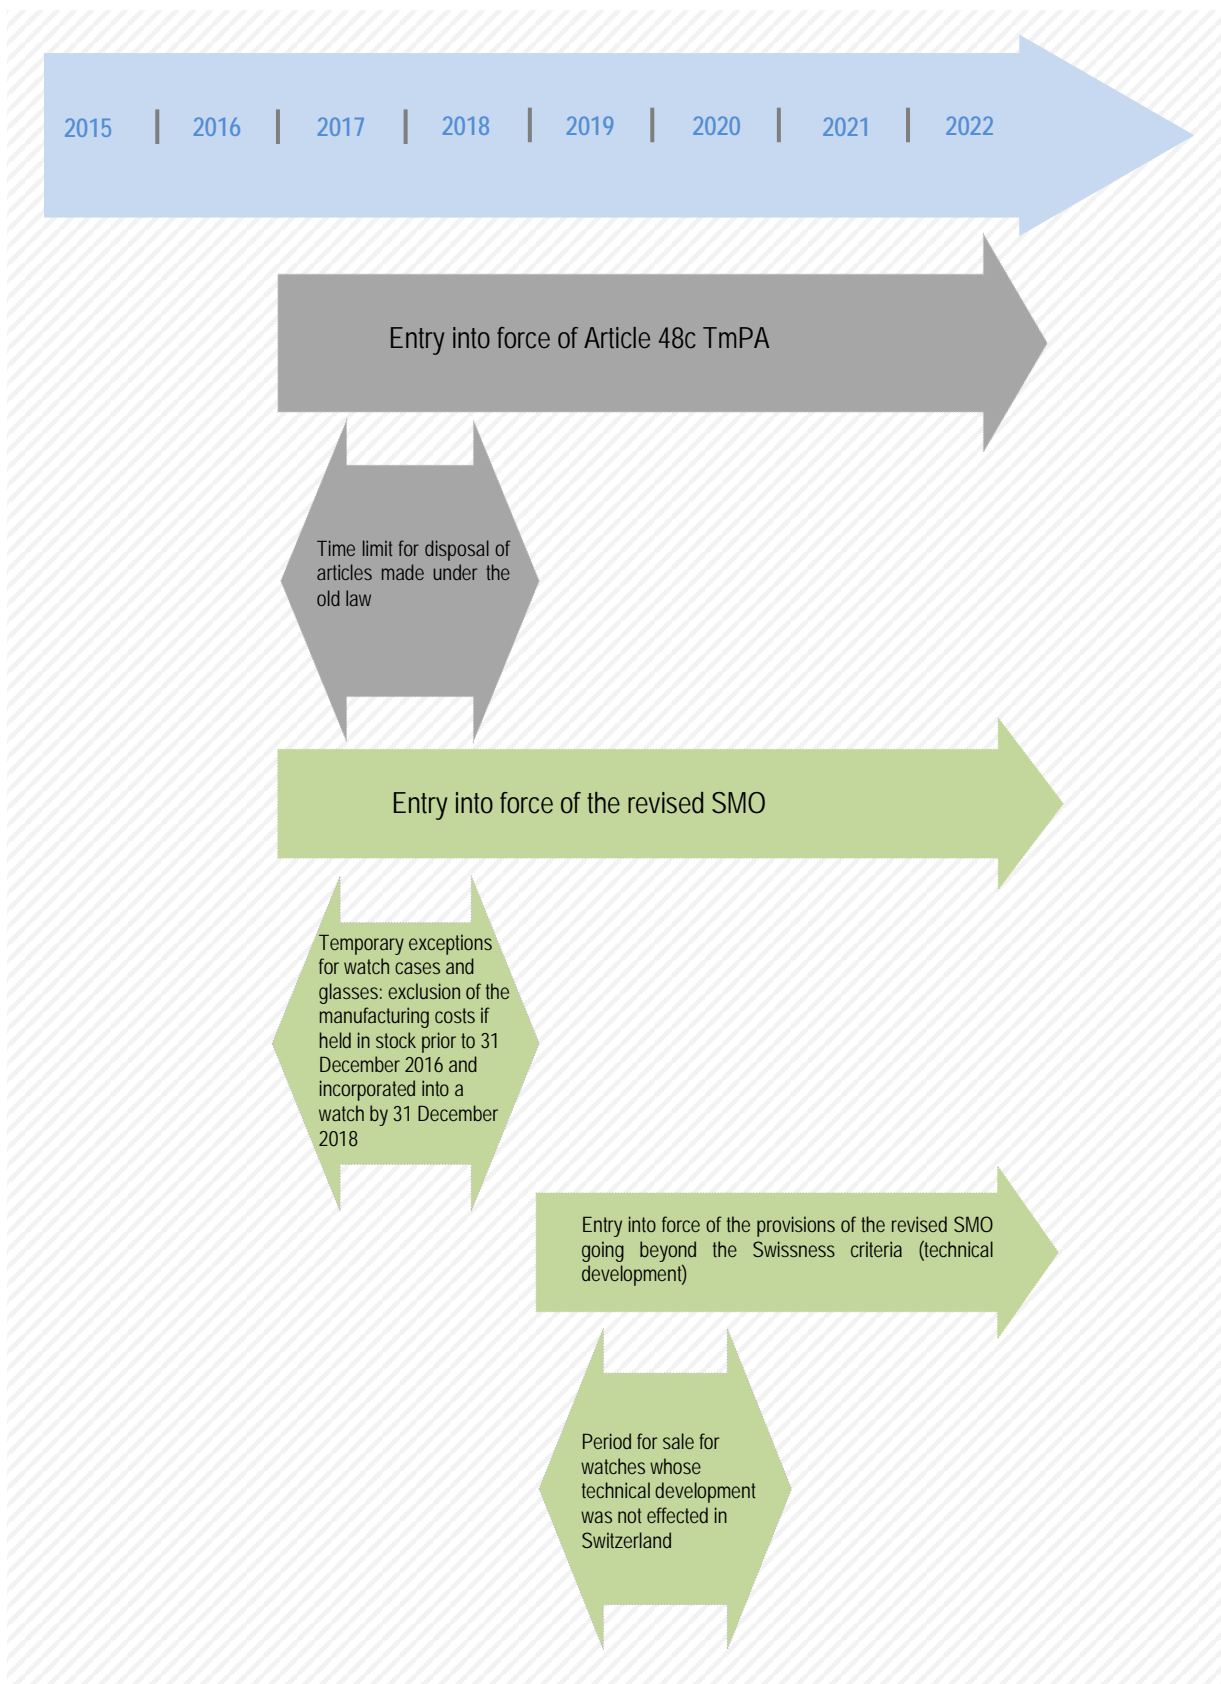 2015 | 2016 | 2017 | 2018 | 2019 | 2020 | 2021 | 2022
Entry into force of Article 48c TmPA
Time limit for disposal of
articles made under the
old law
Entry into force of the revised SMO
Temporary exceptions
for watch cases and
glasses: exclusion of the
manufacturing costs if
held in stock prior to 31
December 2016 and
incorporated into a
watch by 31 December
2018
Entry into force of the provisions of the revised SMO
going beyond the Swissness criteria (technical
development)
Period for sale for
watches whose
technical development
was not effected in
Switzerland